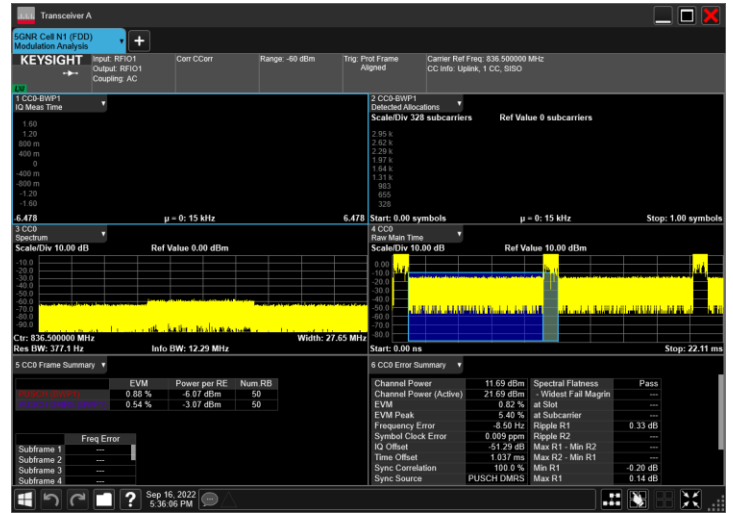 Transceiver A
5GNR Cell N1 (FDD)
Modulation Analysis
KEYSIGHT
Input: RFIO1
Output: RFIO1
Coupling: AC
Corr CCorr
Range: -60 dBm
Trig: Prot Frame
Aligned
Carrier Ref Freq: 836.500000 MHz
CC Info: Uplink, 1 CC, SISO
1 CC0-BWP1
IQ Meas Time
1.60
1.20
800 m
400 m
0
-400 m
-800 m
-1.20
-1.60
-6.478 µ = 0: 15 kHz 6.478
2 CC0-BWP1
Detected Allocations
Scale/Div 328 subcarriers Ref Value 0 subcarriers
2.95 k
2.62 k
2.29 k
1.97 k
1.64 k
1.31 k
983
655
328
Start: 0.00 symbols µ = 0: 15 kHz Stop: 1.00 symbols
3 CC0
Spectrum
Scale/Div 10.00 dB Ref Value 0.00 dBm
-10.0
-20.0
-30.0
-40.0
-50.0
-60.0
-70.0
-80.0
-90.0
Ctr: 836.500000 MHz Width: 27.65 MHz
Res BW: 377.1 Hz Info BW: 12.29 MHz
4 CC0
Raw Main Time
Scale/Div 10.00 dB Ref Value 10.00 dBm
0.00
-10.0
-20.0
-30.0
-40.0
-50.0
-60.0
-70.0
-80.0
Start: 0.00 ns Stop: 22.11 ms
5 CC0 Frame Summary
EVM Power per RE Num.RB
0.88 % -6.07 dBm 50
0.54 % -3.07 dBm 50
Freq Error
Subframe 1 ---
Subframe 2 ---
Subframe 3 ---
Subframe 4 ---
6 CC0 Error Summary
Channel Power 11.69 dBm Spectral Flatness Pass
Channel Power (Active) 21.69 dBm - Widest Fail Magrin ---
EVM 0.82 % at Slot ---
EVM Peak 5.40 % at Subcarrier ---
Frequency Error -8.50 Hz Ripple R1 0.33 dB
Symbol Clock Error 0.009 ppm Ripple R2 ---
IQ Offset -51.29 dB Max R1 - Min R2 ---
Time Offset 1.037 ms Max R2 - Min R1 ---
Sync Correlation 100.0 % Min R1 -0.20 dB
Sync Source PUSCH DMRS Max R1 0.14 dB
Sep 16, 2022
5:36:06 PM